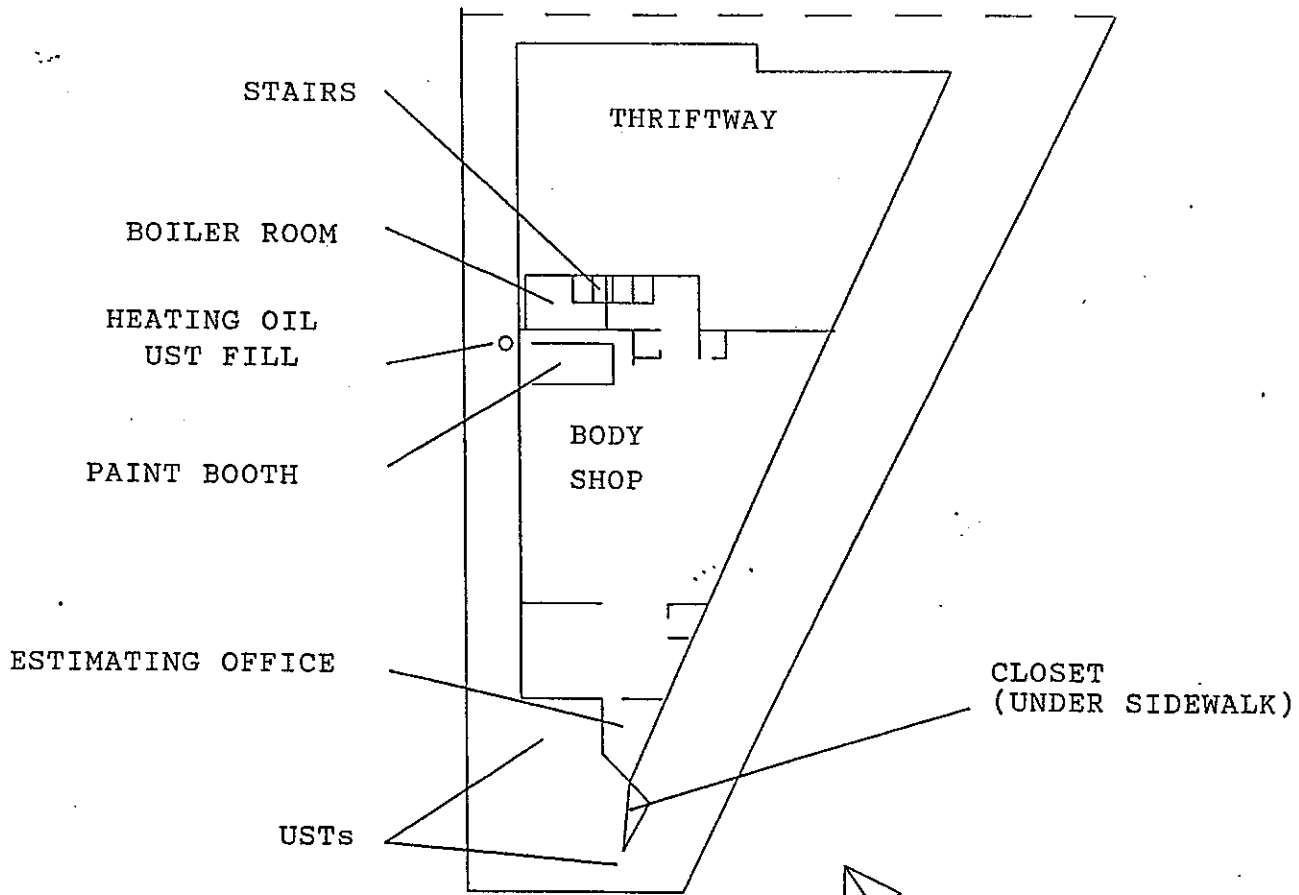 STAIRS
THRIFTWAY
BOILER ROOM
HEATING OIL
UST FILL
PAINT BOOTH
BODY
SHOP
ESTIMATING OFFICE
CLOSET
(UNDER SIDEWALK)
USTs